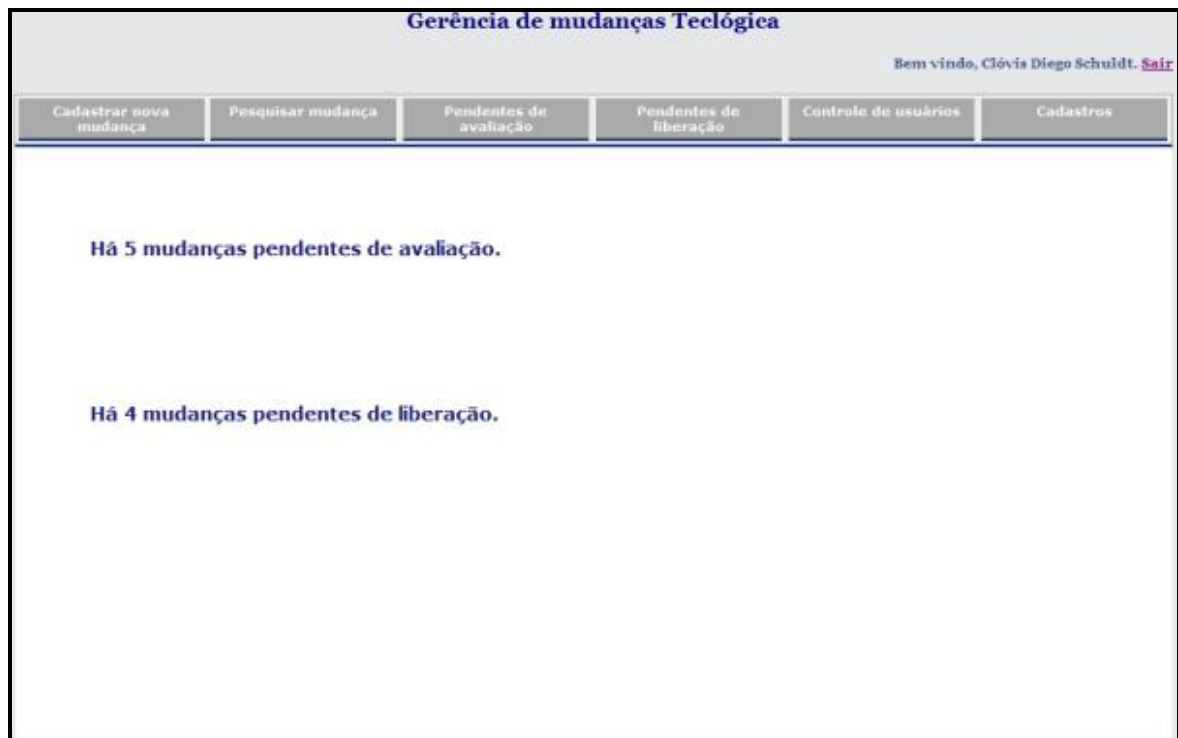 Gerência de mudanças Teclógica
Bem vindo, Clóvis Diego Schuldt. Sair
Cadastrar nova
mudança
Pesquisar mudança
Pendentes de
avaliação
Pendentes de
liberação
Controle de usuários
Cadastros
Há 5 mudanças pendentes de avaliação.
Há 4 mudanças pendentes de liberação.